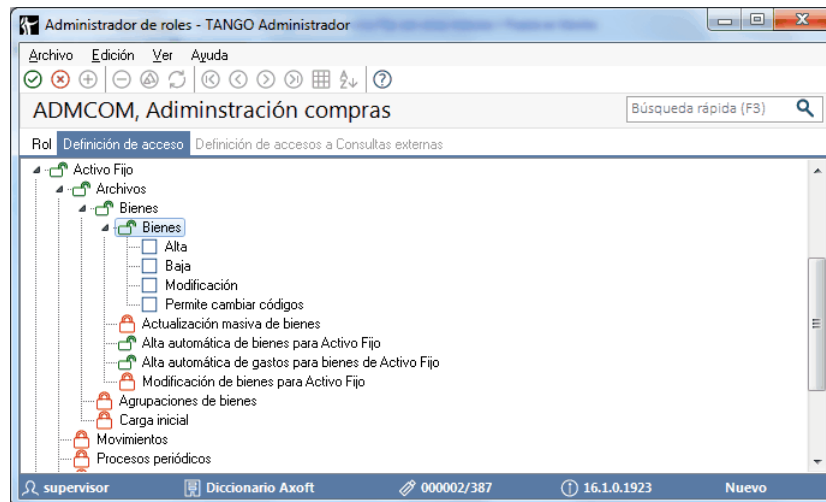 Administrador de roles - TANGO Administrador
Archivo Edición Ver Ayuda
ADMCOM, Adiminstración compras
Búsqueda rápida (F3)
Rol Definición de acceso Definición de accesos a Consultas externas
Activo Fijo
Archivos
Bienes
Bienes
Alta
Baja
Modificación
Permite cambiar códigos
Actualización masiva de bienes
Alta automática de bienes para Activo Fijo
Alta automática de gastos para bienes de Activo Fijo
Modificación de bienes para Activo Fijo
Agrupaciones de bienes
Carga inicial
Movimientos
Procesos periódicos
supervisor Diccionario Axoft 000002/387 16.1.0.1923 Nuevo